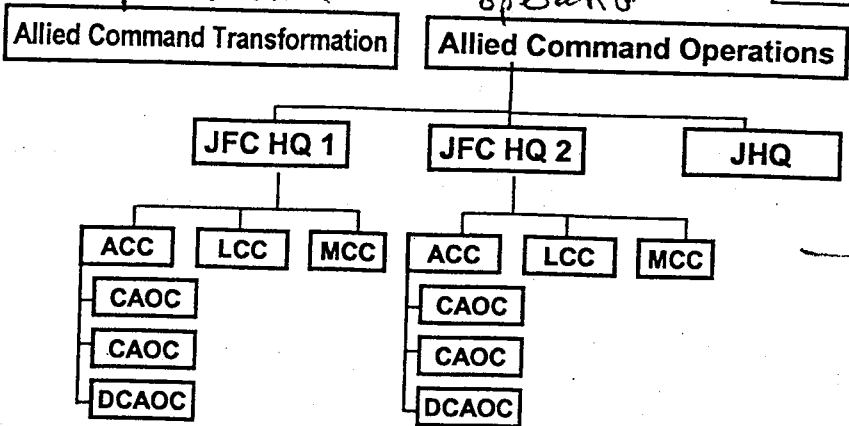 Allied Command Transformation
Allied Command Operations
JFC HQ 1
JFC HQ 2
JHQ
ACC
LCC
MCC
ACC
LCC
MCC
CAOC
CAOC
CAOC
CAOC
DCAOC
DCAOC